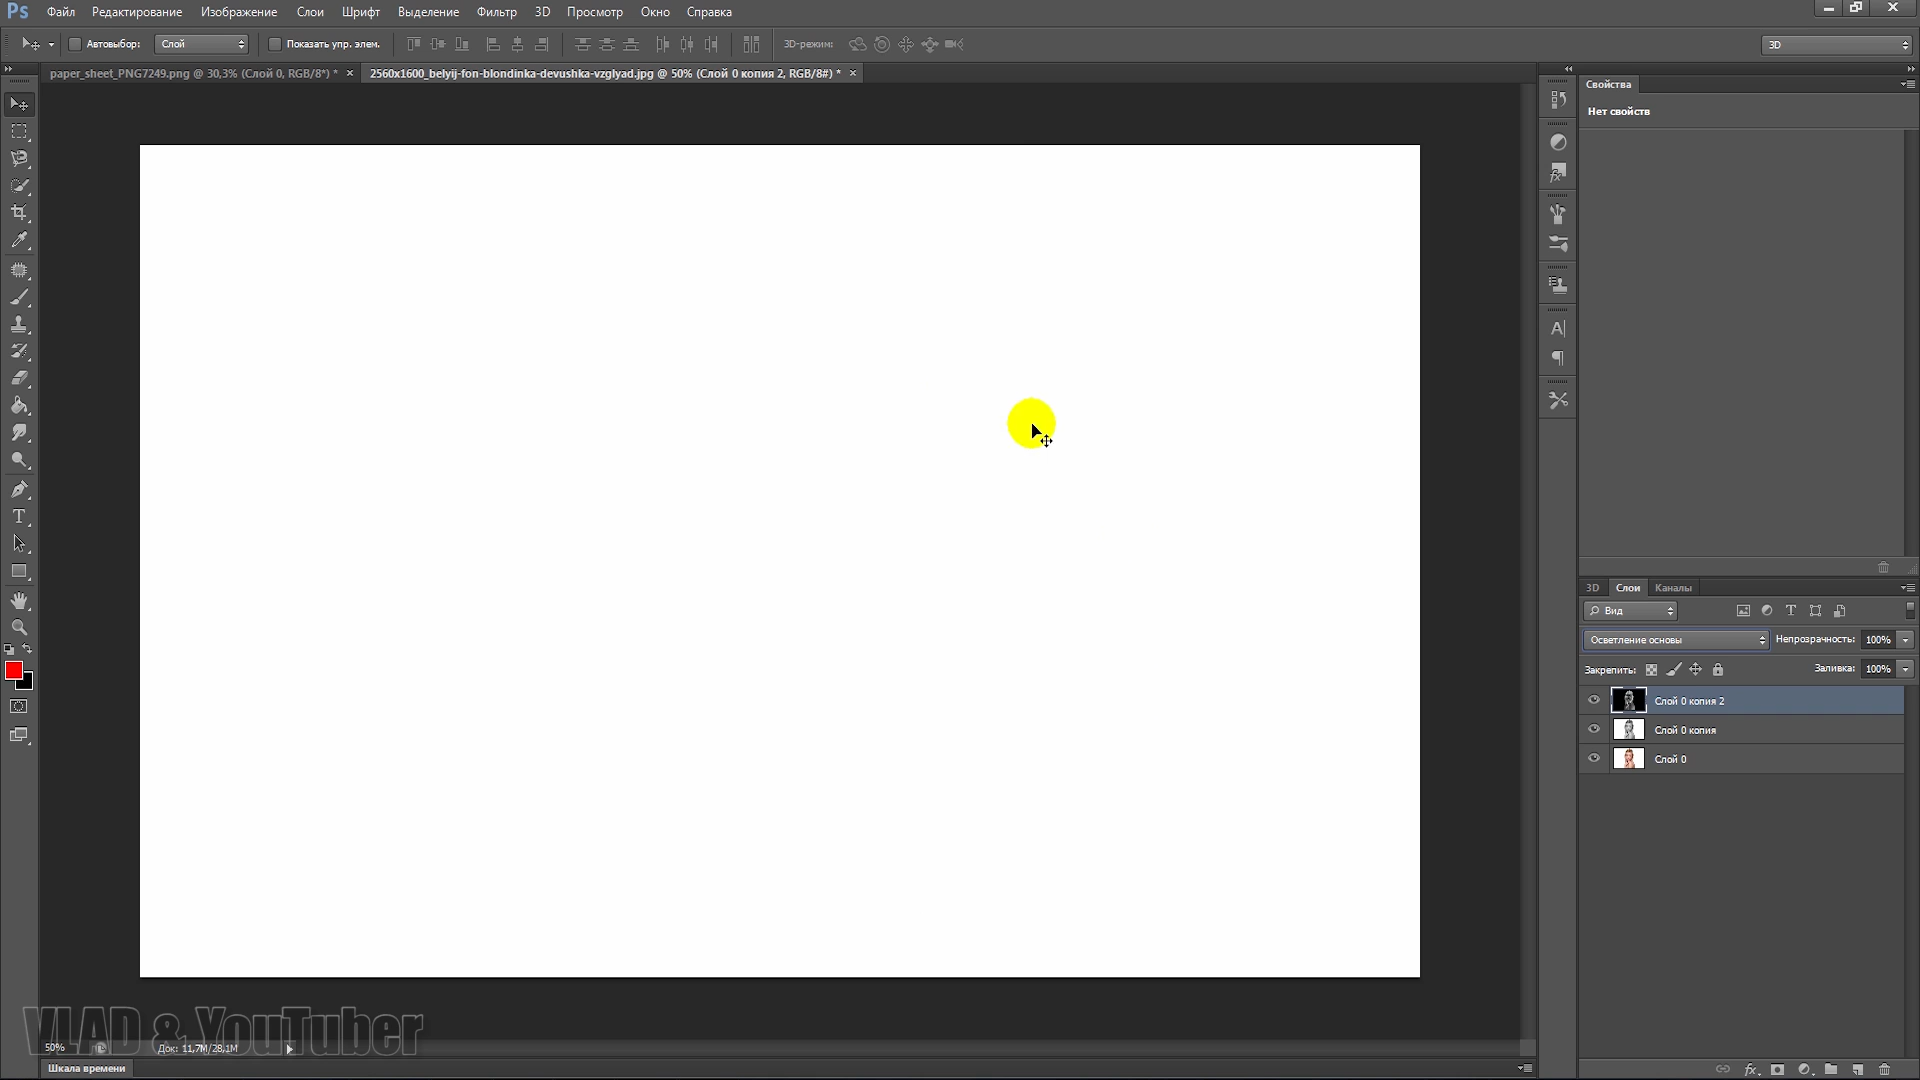 Ps Файл Редактирование Изображение Слои Шрифт Выделение Фильтр 3D Просмотр Окно Справка
Автовыбор: Слой Показать упр. элем. 3D-режим: 3D
paper_sheet_PNG7249.png @ 30,3% (Слой 0, RGB/8*) * × 2560x1600_belyij-fon-blondinka-devushka-vzglyad.jpg @ 50% (Слой 0 копия 2, RGB/8#) * ×
Свойства
Нет свойств
3D Слои Каналы
Вид
Осветление основы Непрозрачность: 100%
Закрепить: Заливка: 100%
Слой 0 копия 2
Слой 0 копия
Слой 0
VLAD & YouTuber
50% Док: 11,7M/28,1M
Шкала времени